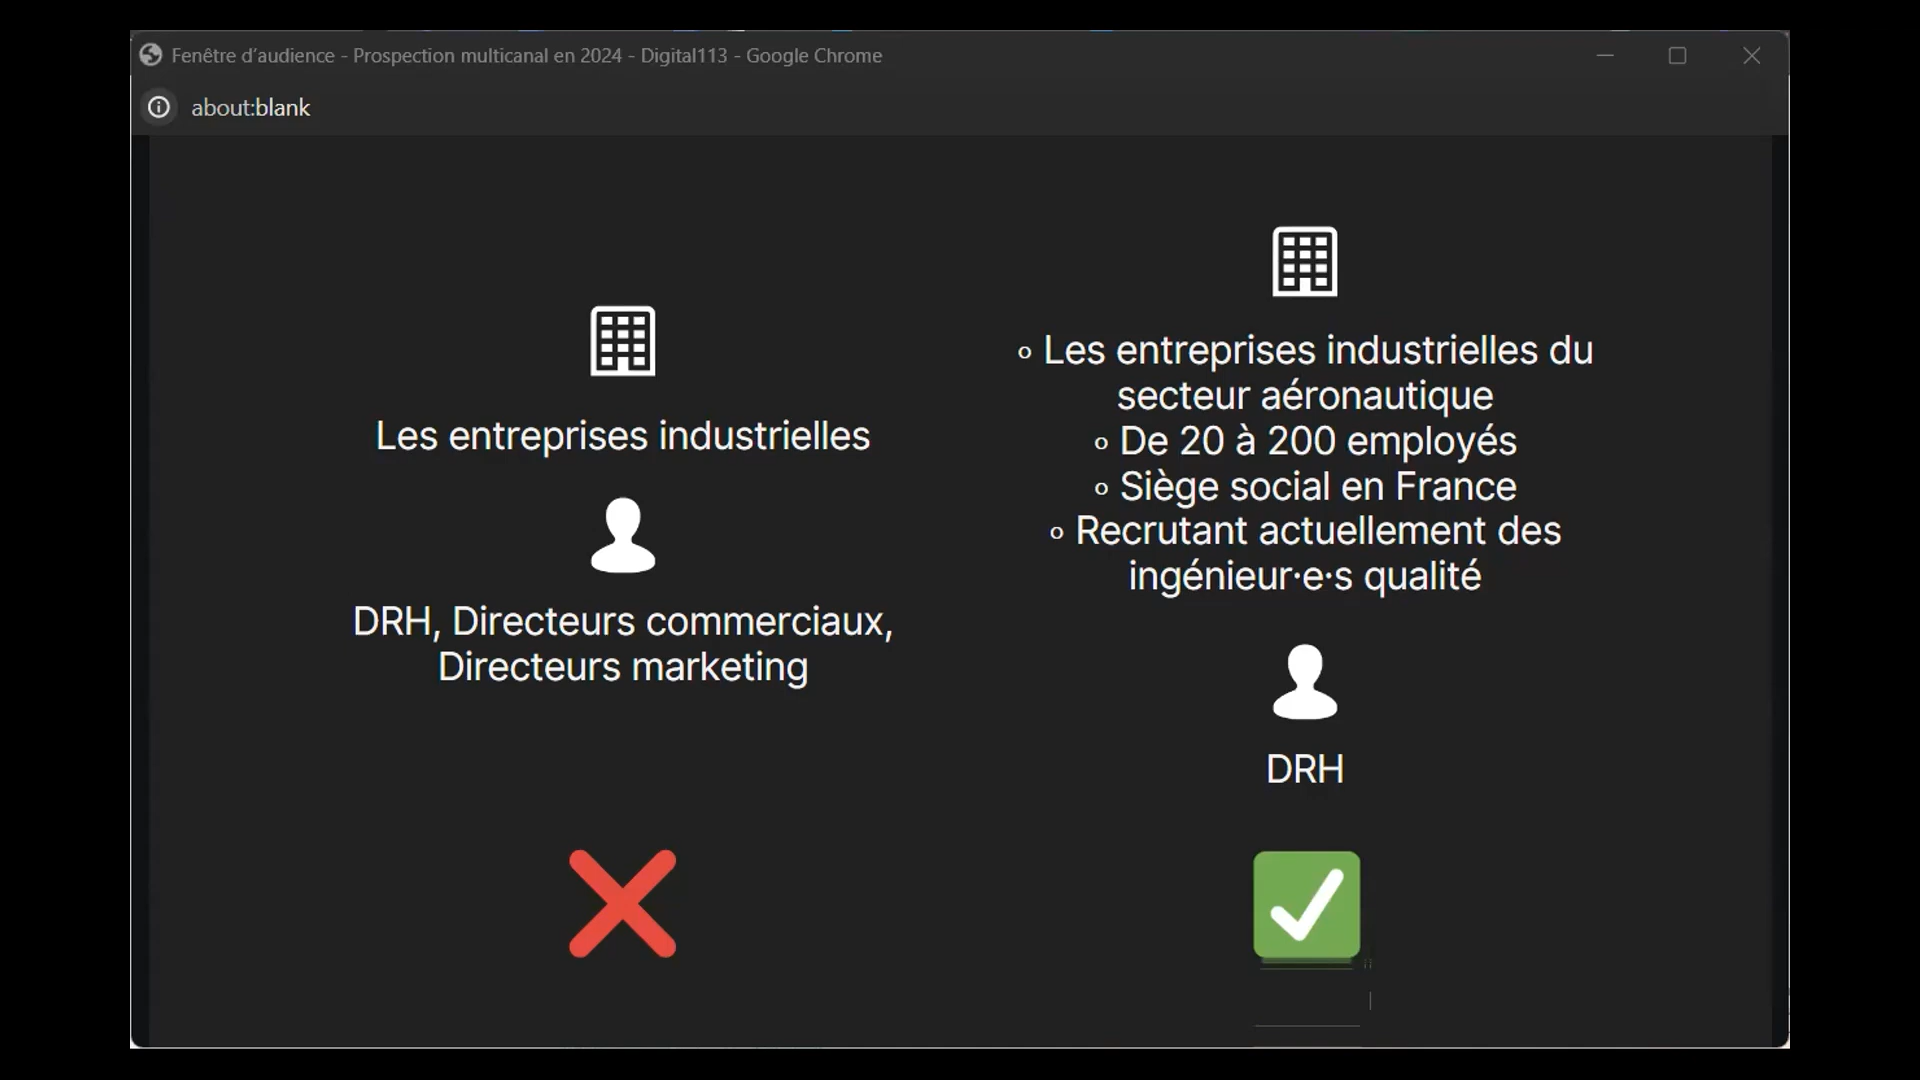 Fenêtre d’audience - Prospection multicanal en 2024 - Digital113 - Google Chrome
about:blank
Les entreprises industrielles
DRH, Directeurs commerciaux,
Directeurs marketing
Les entreprises industrielles du
secteur aéronautique
De 20 à 200 employés
Siège social en France
Recrutant actuellement des
ingénieur·e·s qualité
DRH